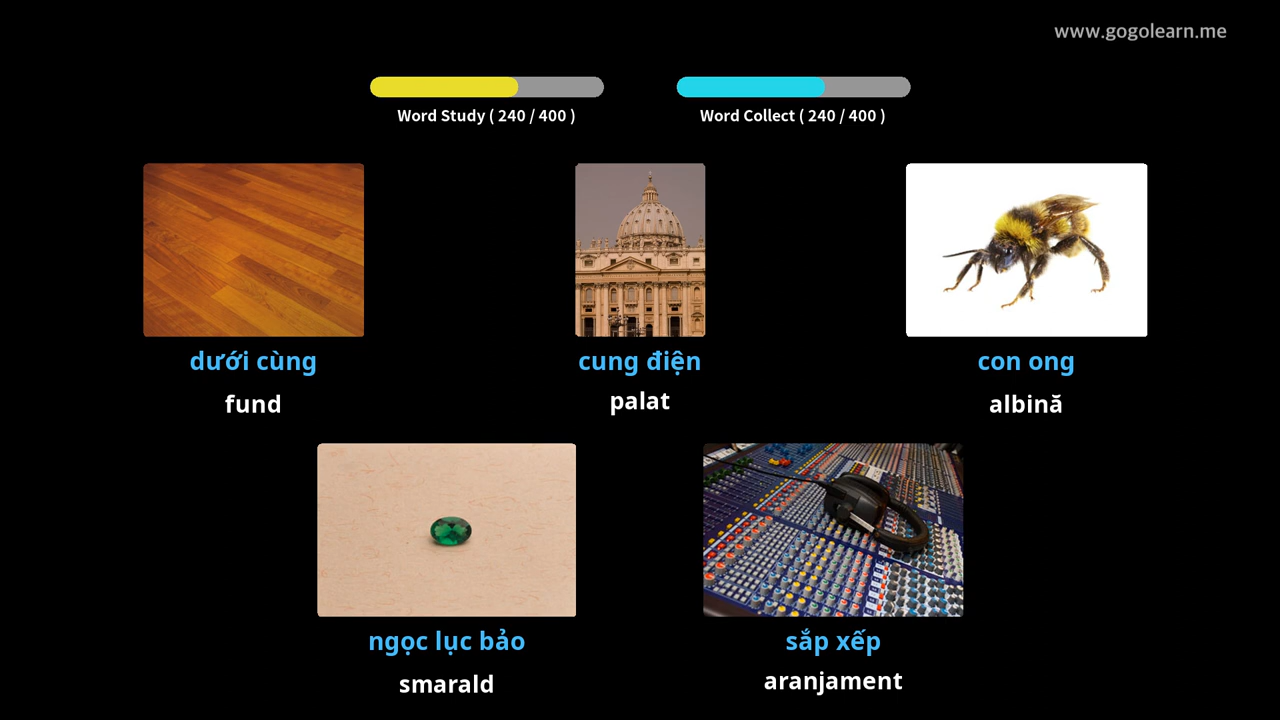 www.gogolearn.me
Word Study ( 240 / 400 )
Word Collect ( 240 / 400 )
dưới cùng
fund
cung điện
palat
con ong
albină
ngọc lục bảo
smarald
sắp xếp
aranjament